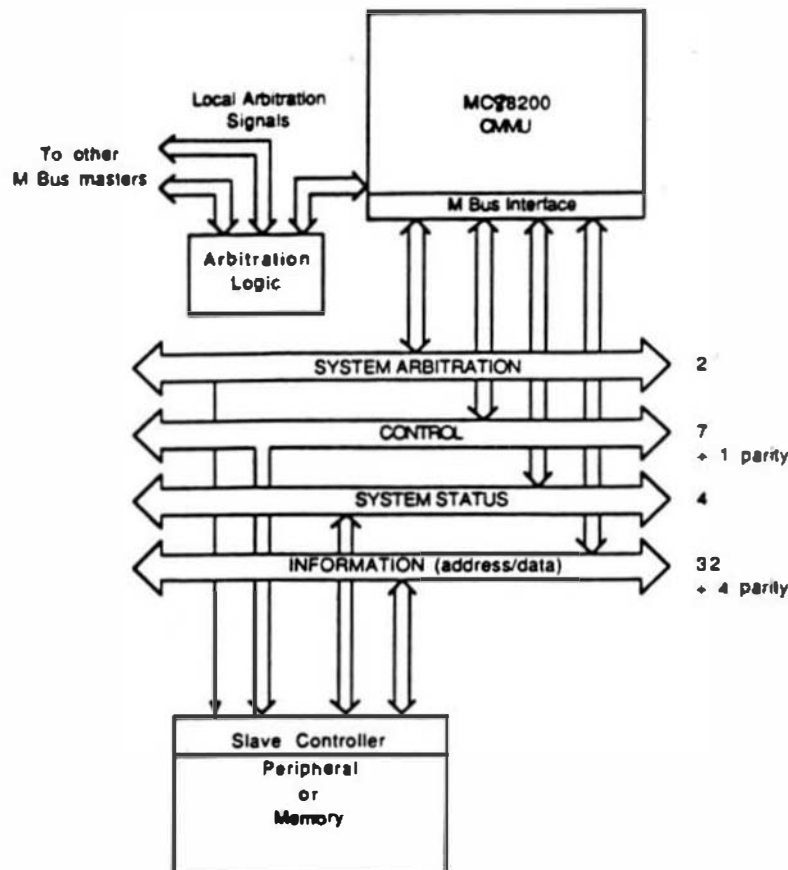 MC88200
CMMU
Local Arbitration
Signals
To other
M Bus masters
M Bus Interface
Arbitration
Logic
SYSTEM ARBITRATION 2
CONTROL 7
+ 1 parity
SYSTEM STATUS 4
INFORMATION (address/data) 32
+ 4 parity
Slave Controller
Peripheral
or
Memory